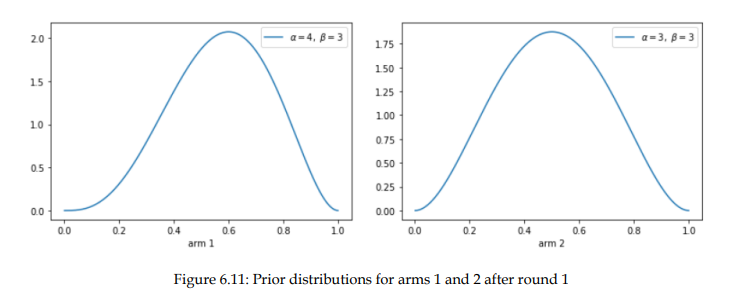 α=4, β=3
2.0
1.5
1.0
0.5
0.0
0.0 0.2 0.4 0.6 0.8 1.0
arm 1
α=3, β=3
1.75
1.50
1.25
1.00
0.75
0.50
0.25
0.00
0.0 0.2 0.4 0.6 0.8 1.0
arm 2
Figure 6.11: Prior distributions for arms 1 and 2 after round 1